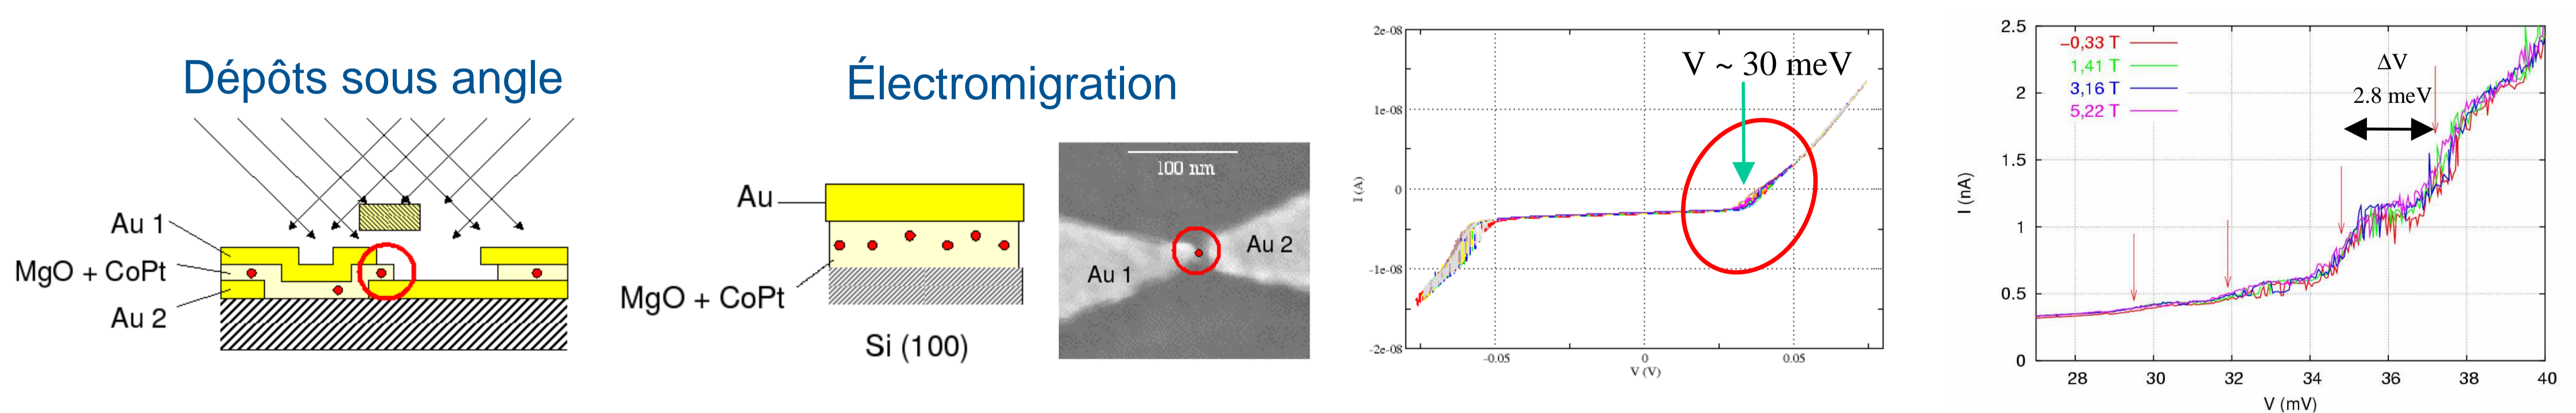 Dépôts sous angle
Au 1
MgO + CoPt
Au 2
Électromigration
Au
MgO + CoPt
Si (100)
100 nm
Au 1
Au 2
V ~ 30 meV
2e-08
1e-08
0
-1e-08
-2e-08
I (A)
-0.05
0
0.05
V (V)
−0,33 T
1,41 T
3,16 T
5,22 T
ΔV
2.8 meV
2.5
2
1.5
1
0.5
0
I (nA)
28
30
32
34
36
38
40
V (mV)